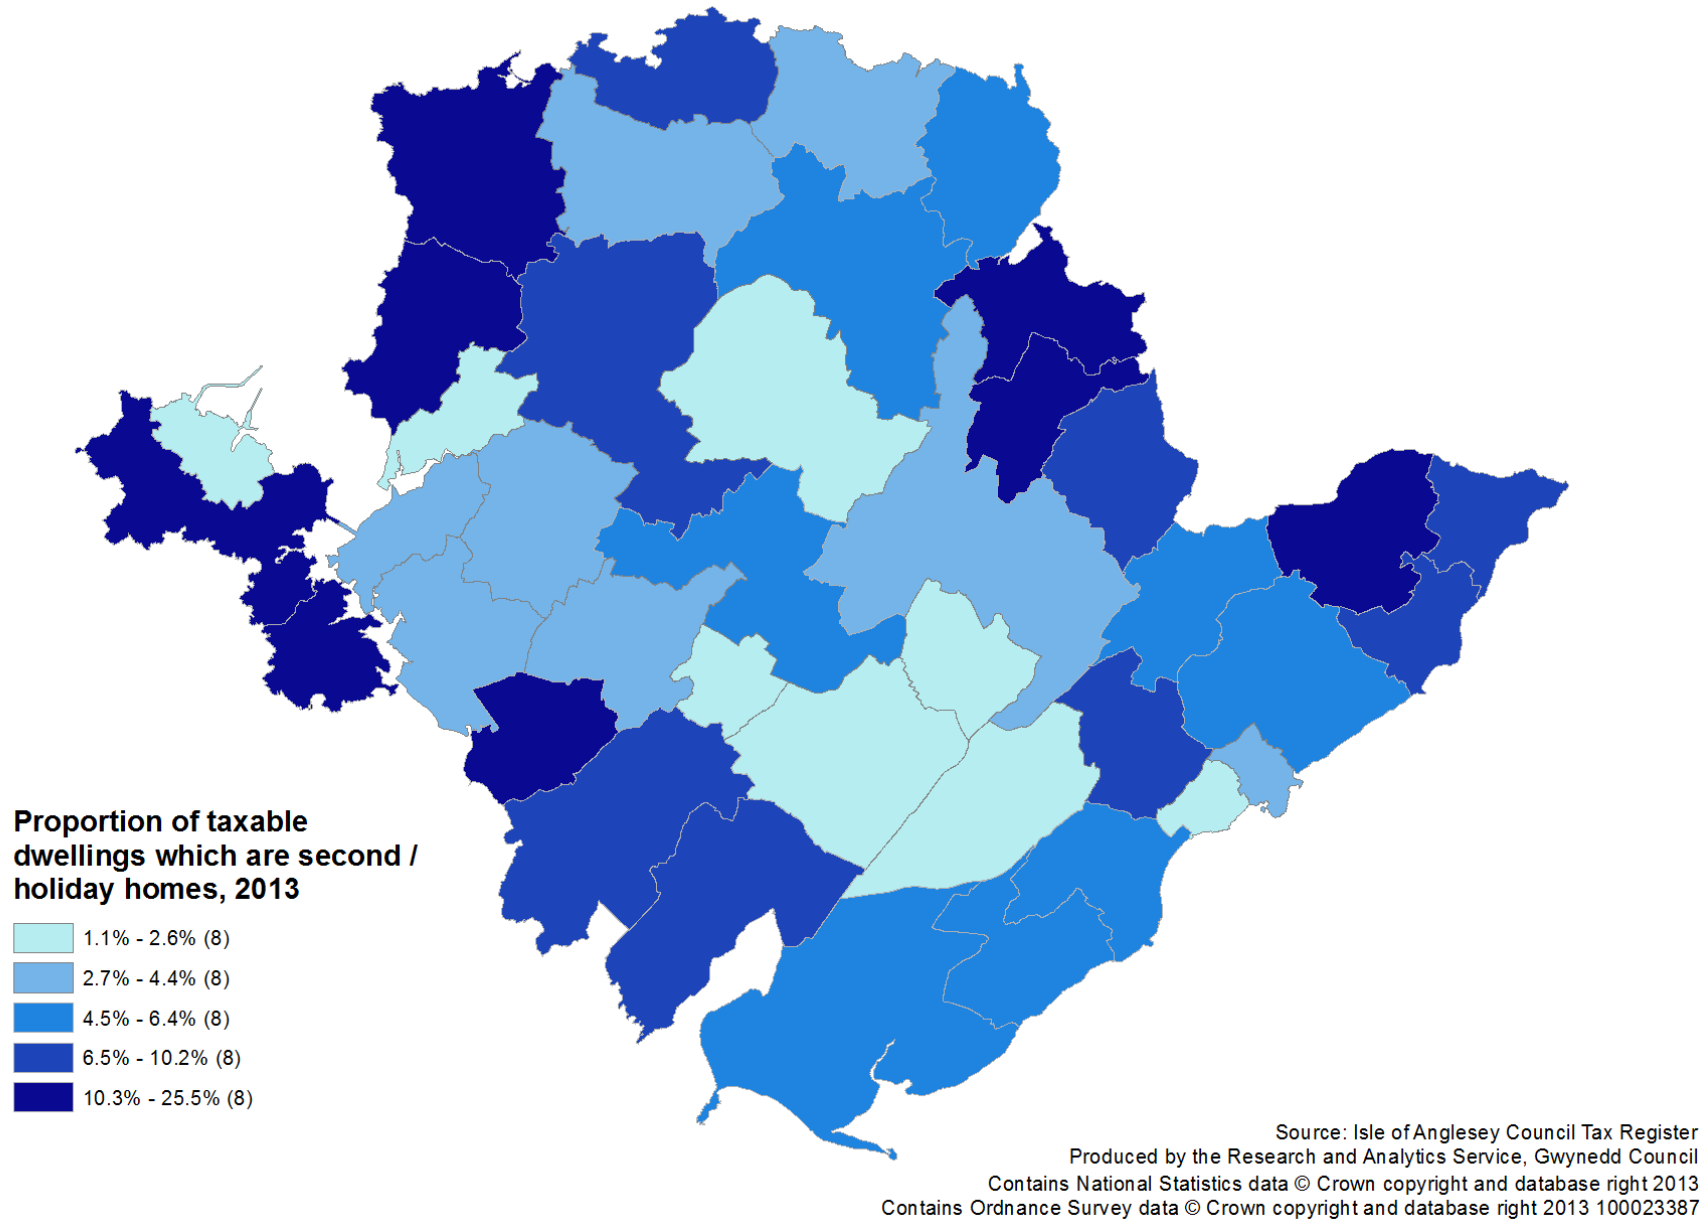 Proportion of taxable
dwellings which are second /
holiday homes, 2013
1.1% - 2.6% (8)
2.7% - 4.4% (8)
4.5% - 6.4% (8)
6.5% - 10.2% (8)
10.3% - 25.5% (8)
Source: Isle of Anglesey Council Tax Register
Produced by the Research and Analytics Service, Gwynedd Council
Contains National Statistics data © Crown copyright and database right 2013
Contains Ordnance Survey data © Crown copyright and database right 2013 100023387